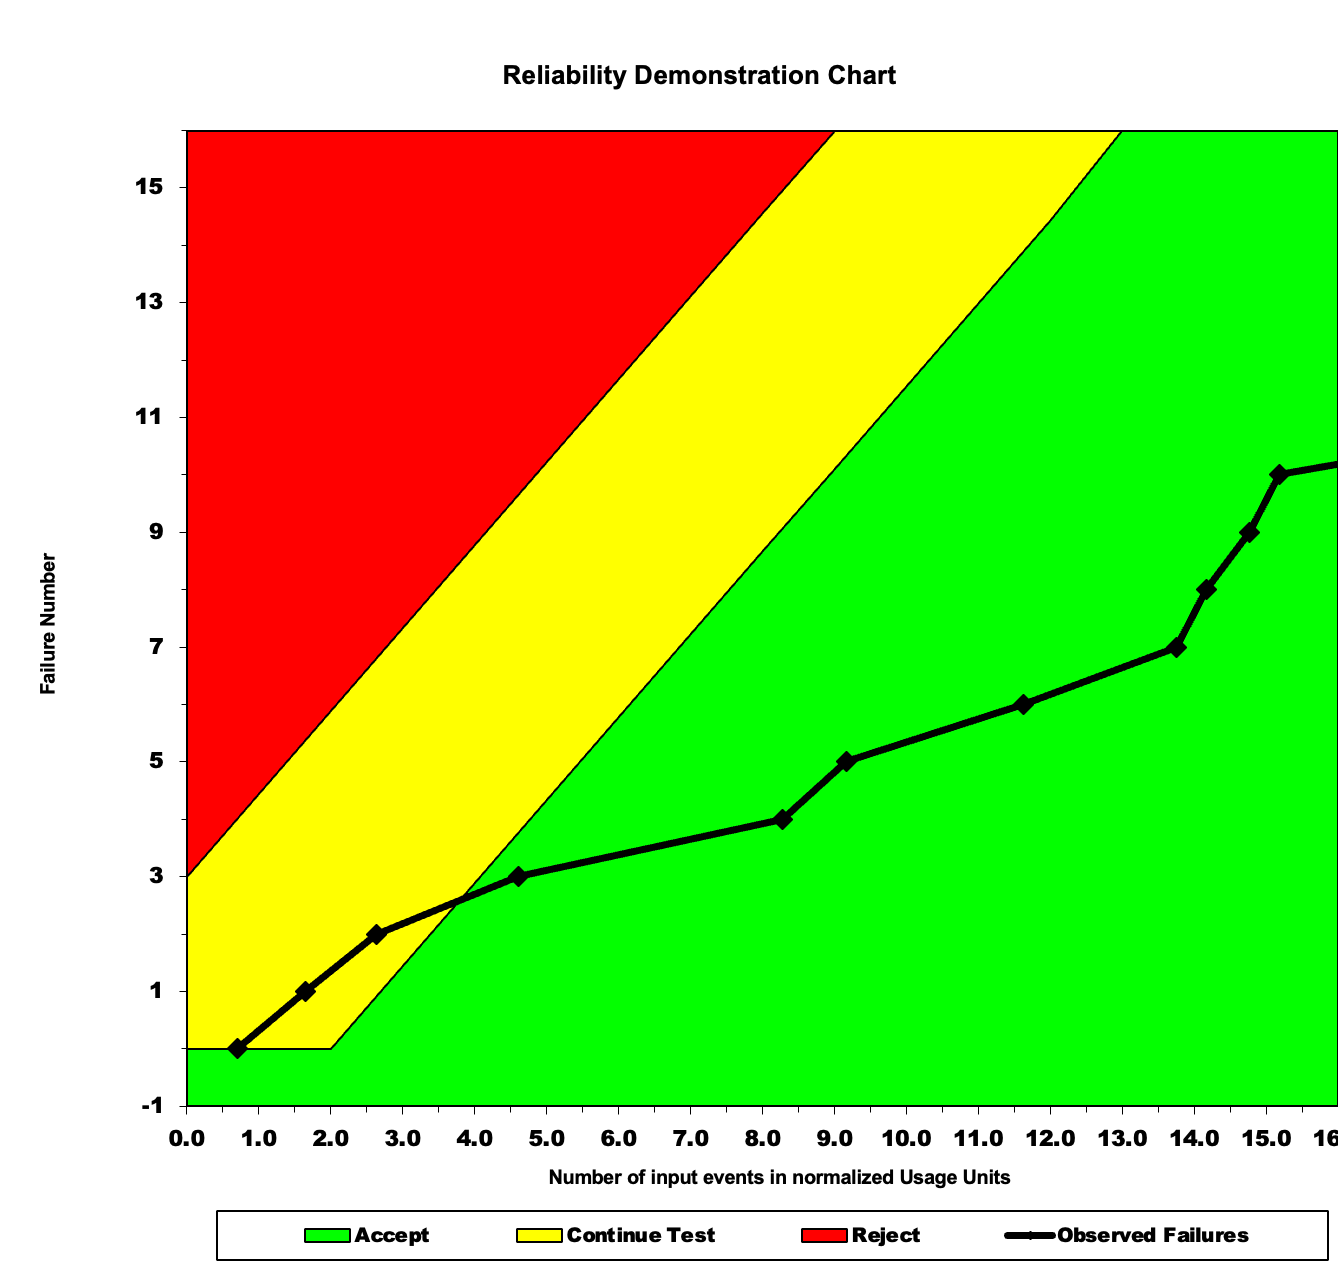 Reliability Demonstration Chart
15
13
11
9
7
5
3
1
-1
Failure Number
0.0 1.0 2.0 3.0 4.0 5.0 6.0 7.0 8.0 9.0 10.0 11.0 12.0 13.0 14.0 15.0 16
Number of input events in normalized Usage Units
Accept Continue Test Reject Observed Failures